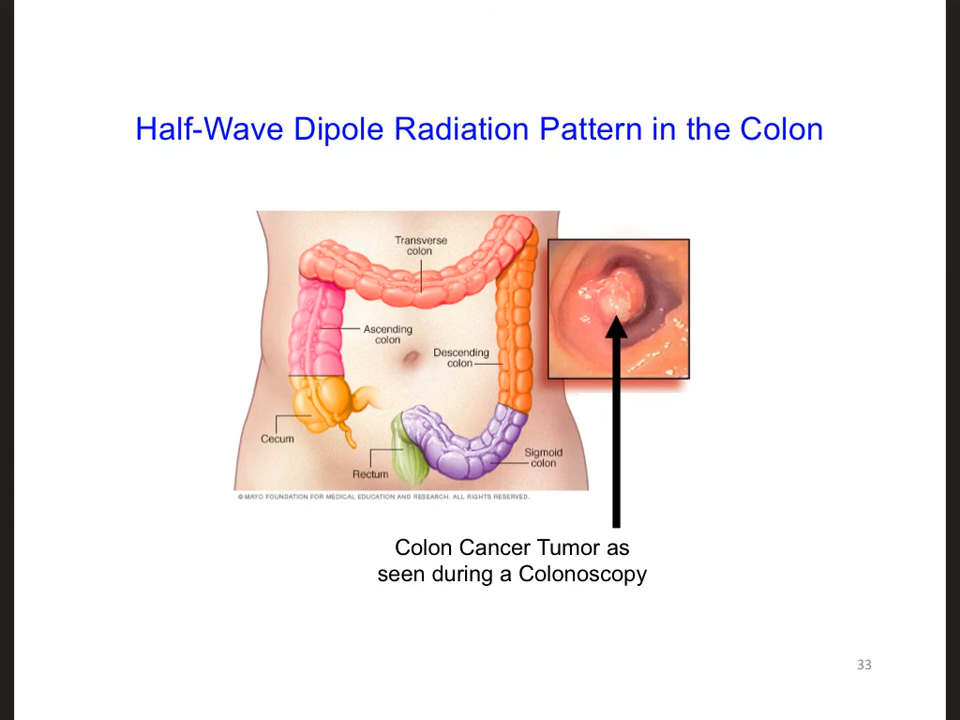 Half-Wave Dipole Radiation Pattern in the Colon
Transverse
colon
Ascending
colon
Descending
colon
Cecum
Rectum
Sigmoid
colon
© MAYO FOUNDATION FOR MEDICAL EDUCATION AND RESEARCH. ALL RIGHTS RESERVED.
Colon Cancer Tumor as
seen during a Colonoscopy
33